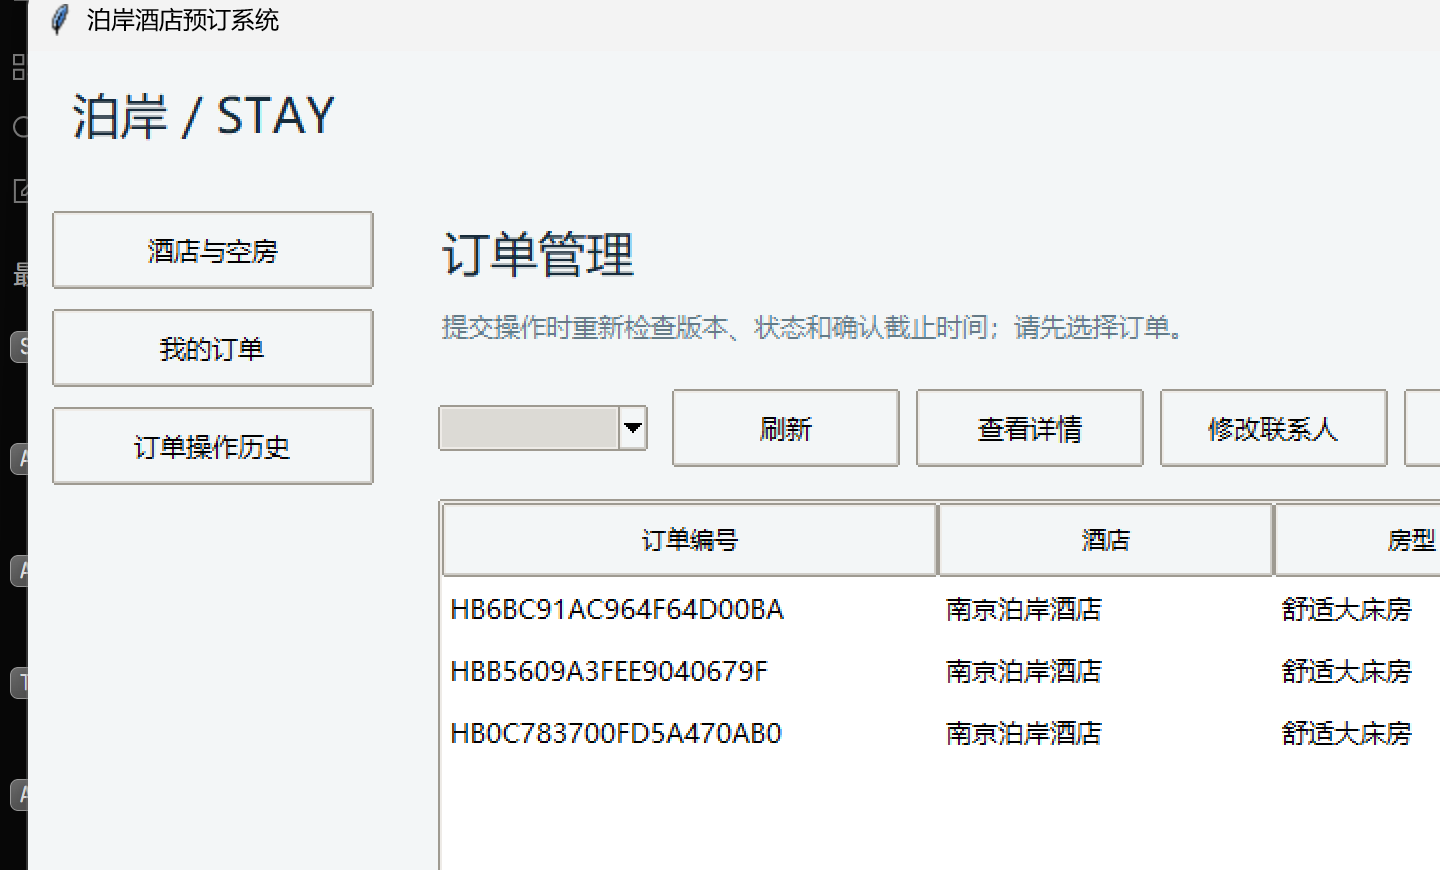 泊岸酒店预订系统
泊岸 / STAY
酒店与空房
我的订单
订单操作历史
订单管理
提交操作时重新检查版本、状态和确认截止时间；请先选择订单。
刷新 查看详情 修改联系人
订单编号 酒店 房型
HB6BC91AC964F64D00BA 南京泊岸酒店 舒适大床房
HBB5609A3FEE9040679F 南京泊岸酒店 舒适大床房
HB0C783700FD5A470AB0 南京泊岸酒店 舒适大床房